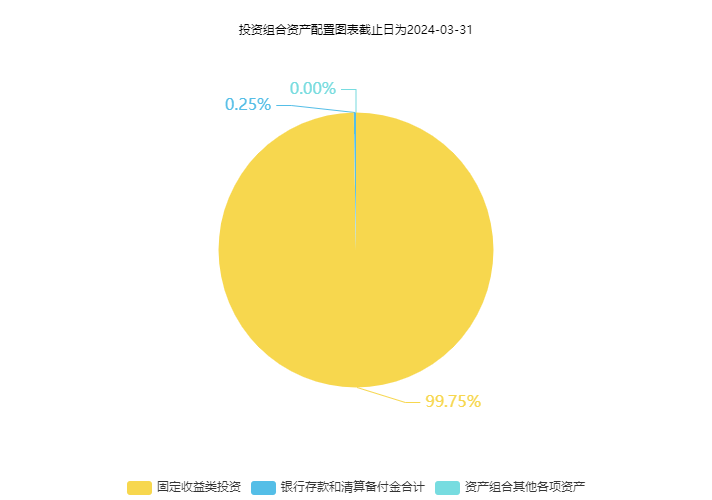 投资组合资产配置图表截止日为2024-03-31
0.00%
0.25%
99.75%
固定收益类投资 银行存款和清算备付金合计 资产组合其他各项资产